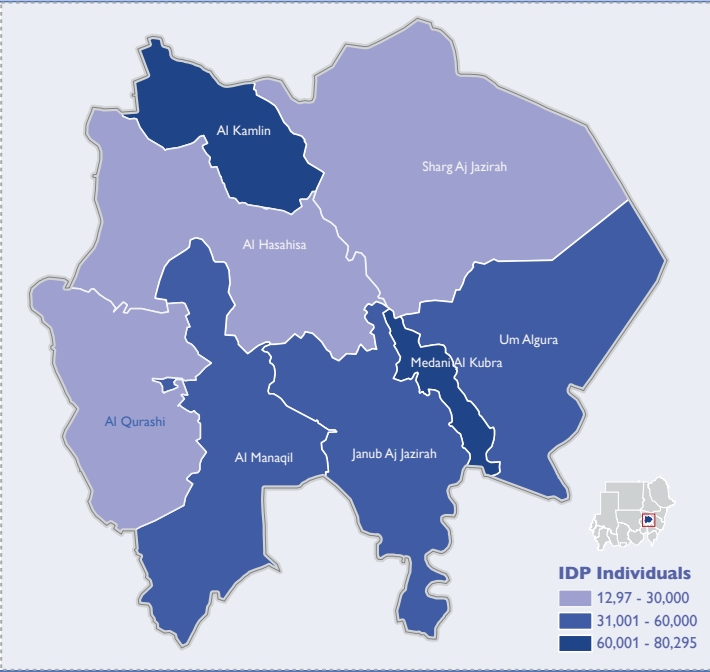 Al Kamlin
Sharg Aj Jazirah
Al Hasahisa
Um Algura
Medani Al Kubra
Al Qurashi
Al Manaqil
Janub Aj Jazirah
IDP Individuals
12,97 - 30,000
31,001 - 60,000
60,001 - 80,295